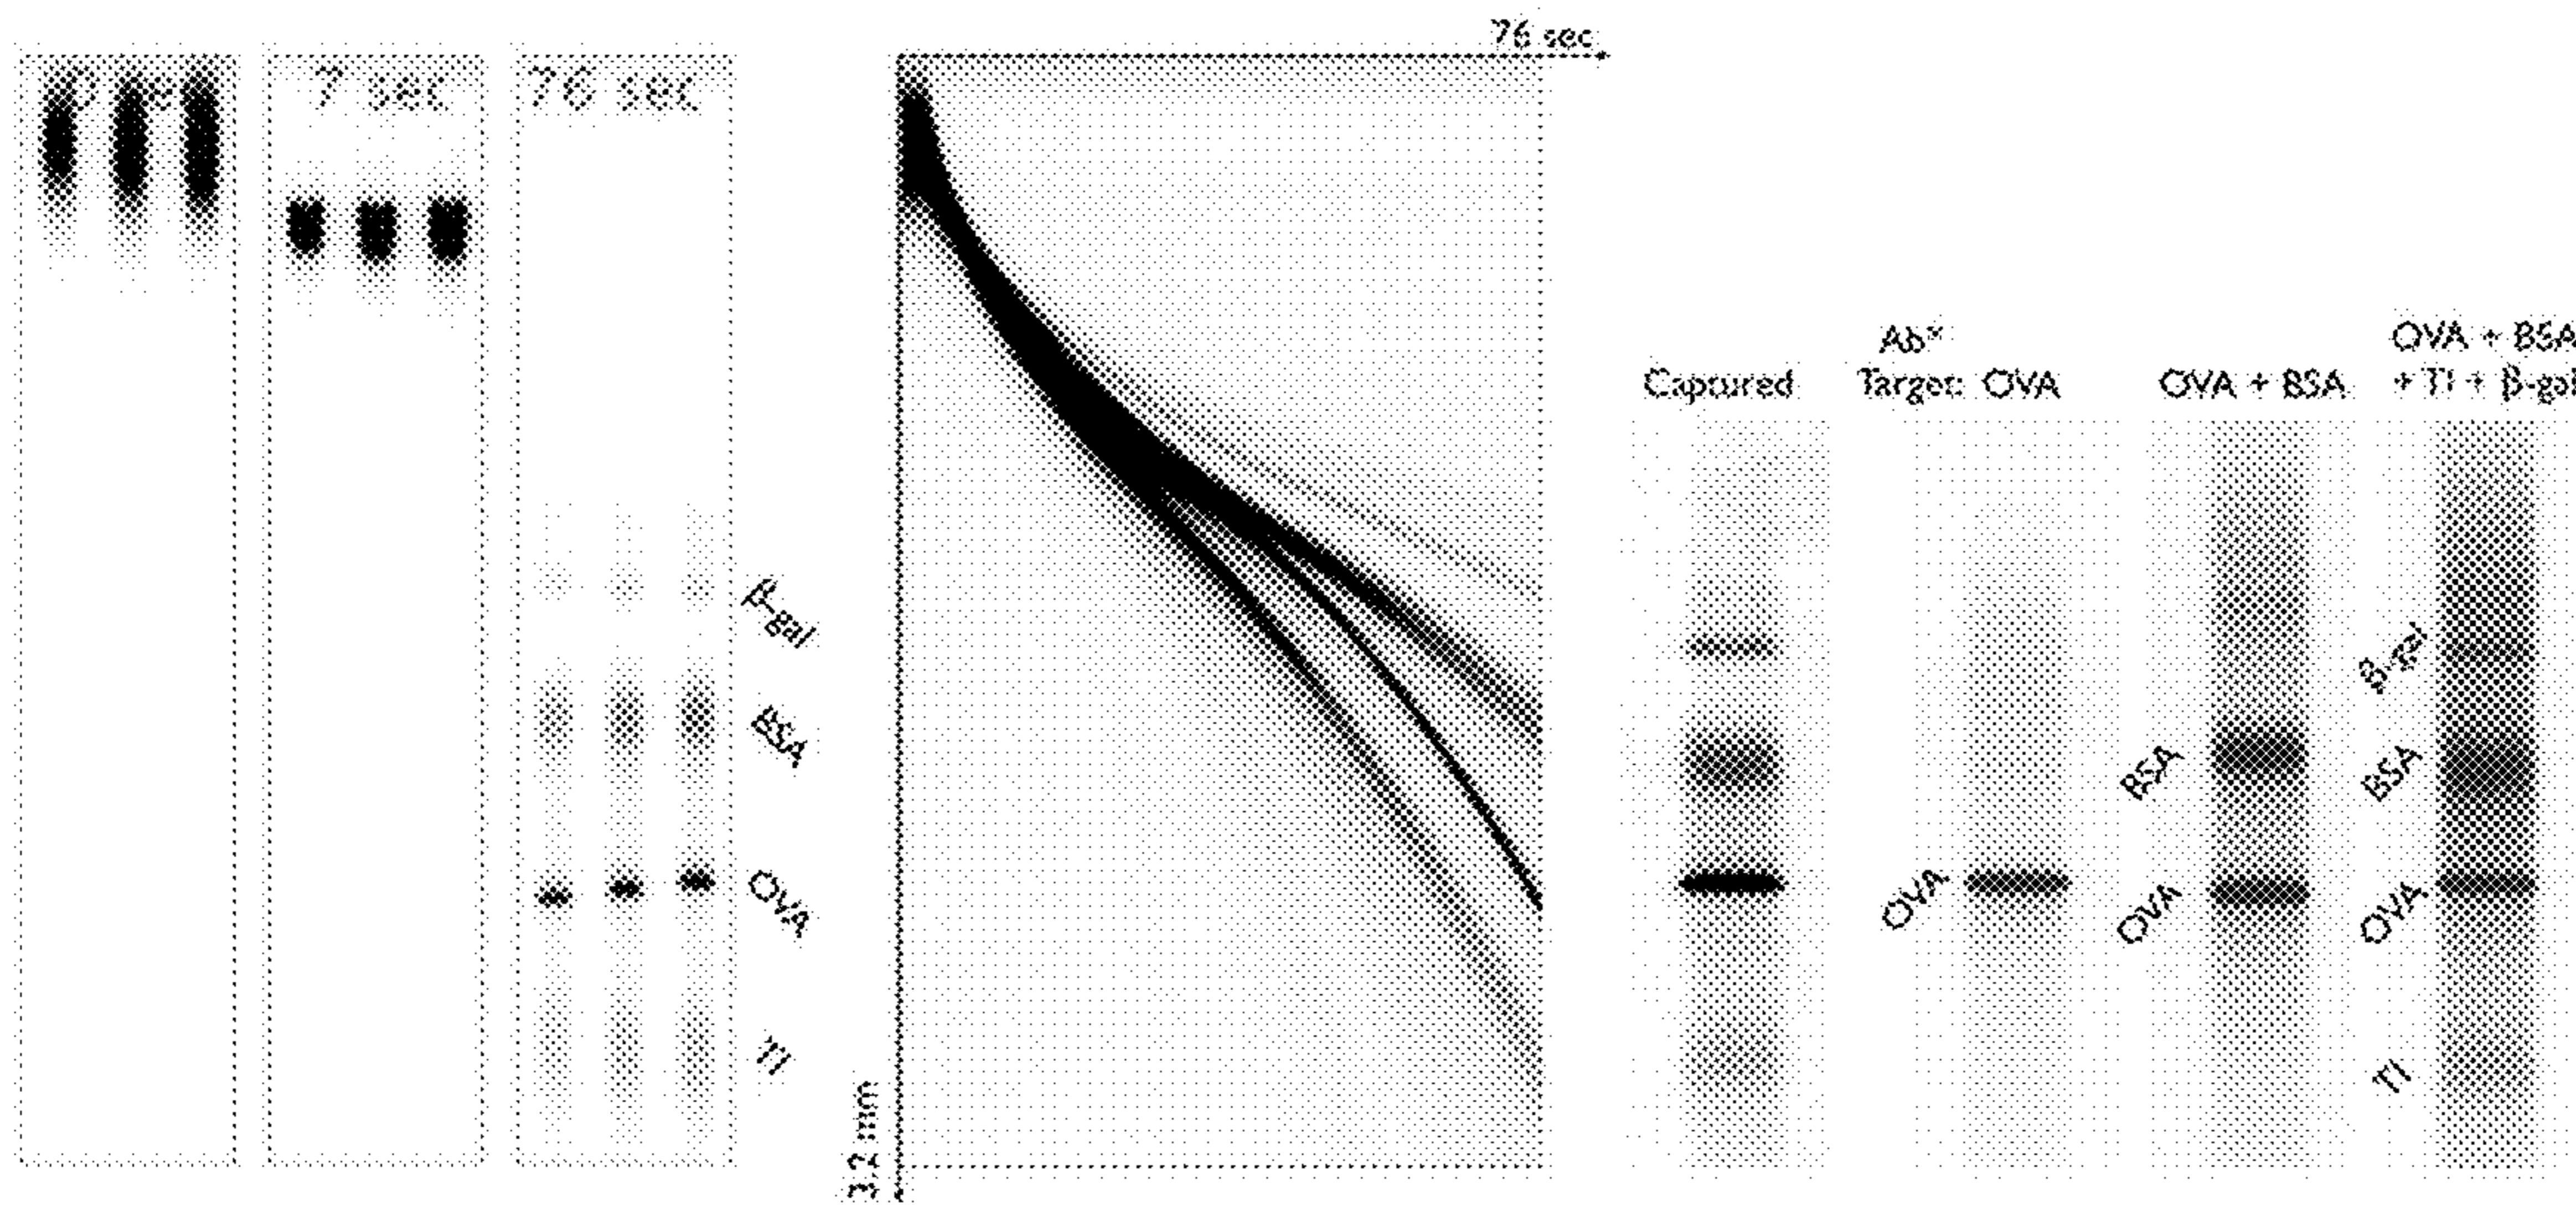 7 sec
76 sec
β-gal
BSA
OVA
TI
76 sec
3.2 mm
Captured
Ab*
Target: OVA
OVA + BSA
OVA + BSA
+ TI + β-gal
OVA
BSA
OVA
β-gal
BSA
OVA
TI